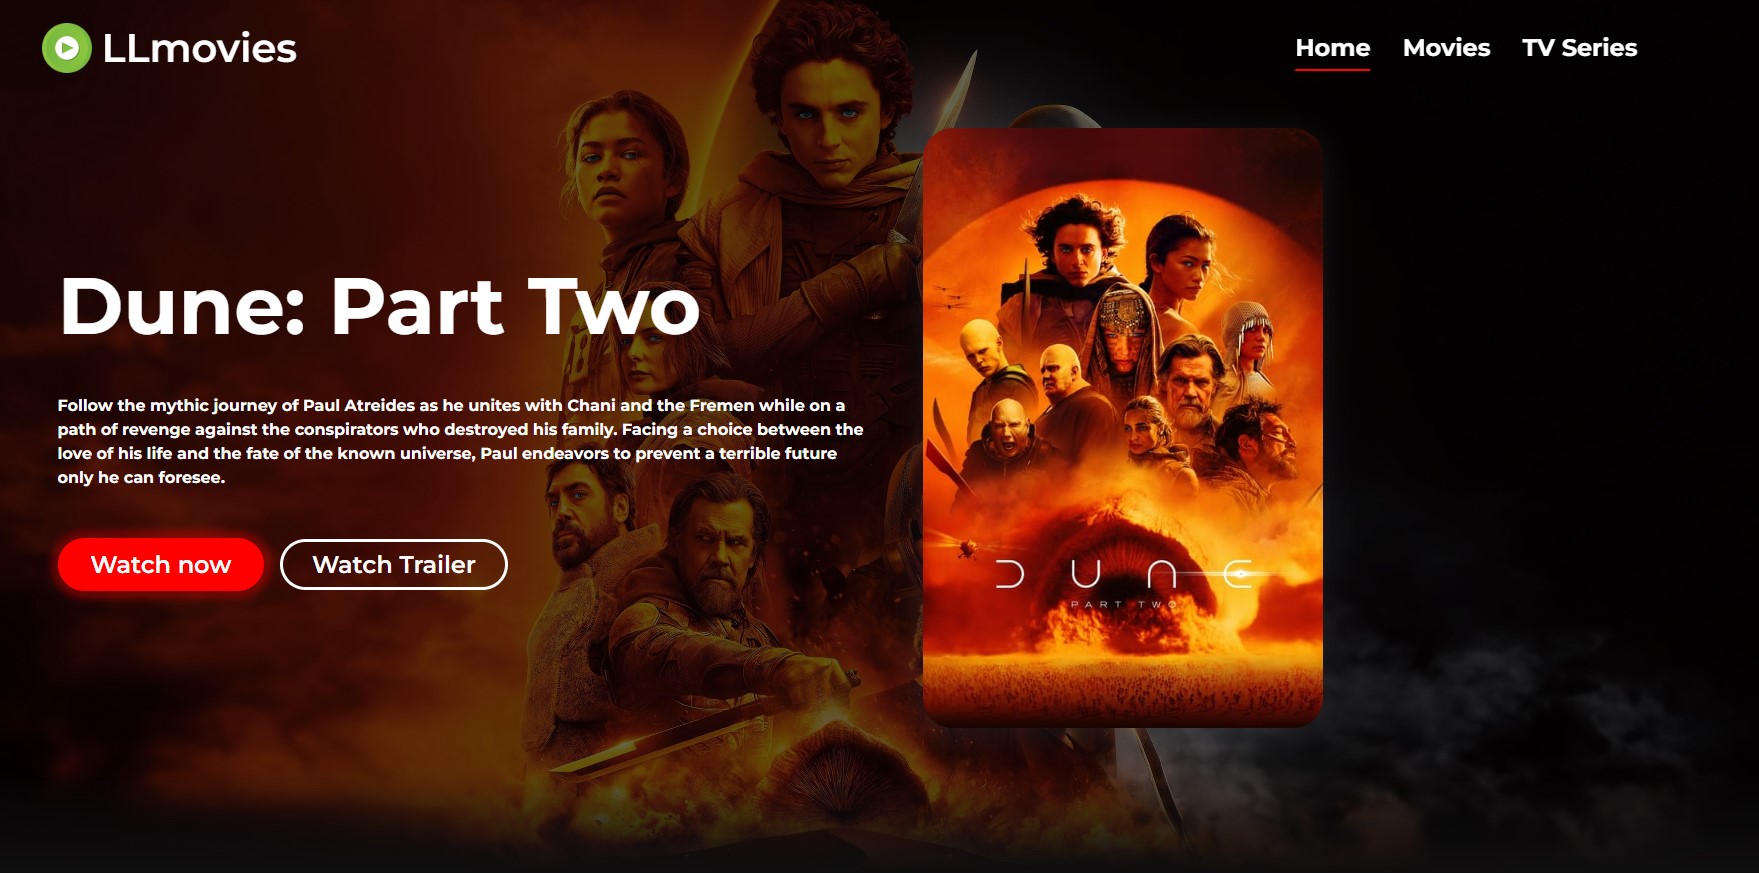 LLmovies
Home Movies TV Series
Dune: Part Two
Follow the mythic journey of Paul Atreides as he unites with Chani and the Fremen while on a
path of revenge against the conspirators who destroyed his family. Facing a choice between the
love of his life and the fate of the known universe, Paul endeavors to prevent a terrible future
only he can foresee.
Watch now
Watch Trailer
DUNE
PART TWO